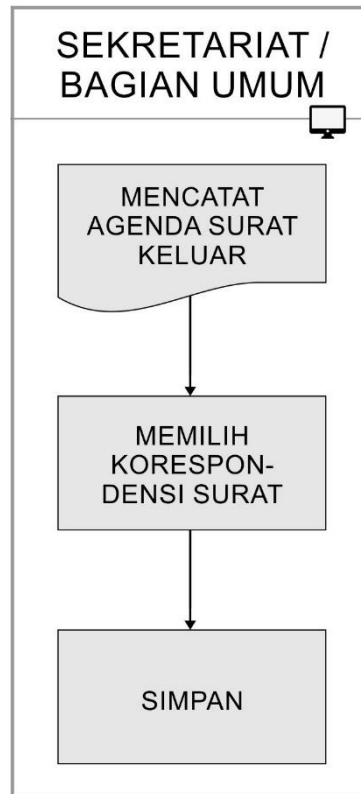 SEKRETARIAT /
BAGIAN UMUM
MENCATAT
AGENDA SURAT
KELUAR
MEMILIH
KORESPON-
DENSI SURAT
SIMPAN